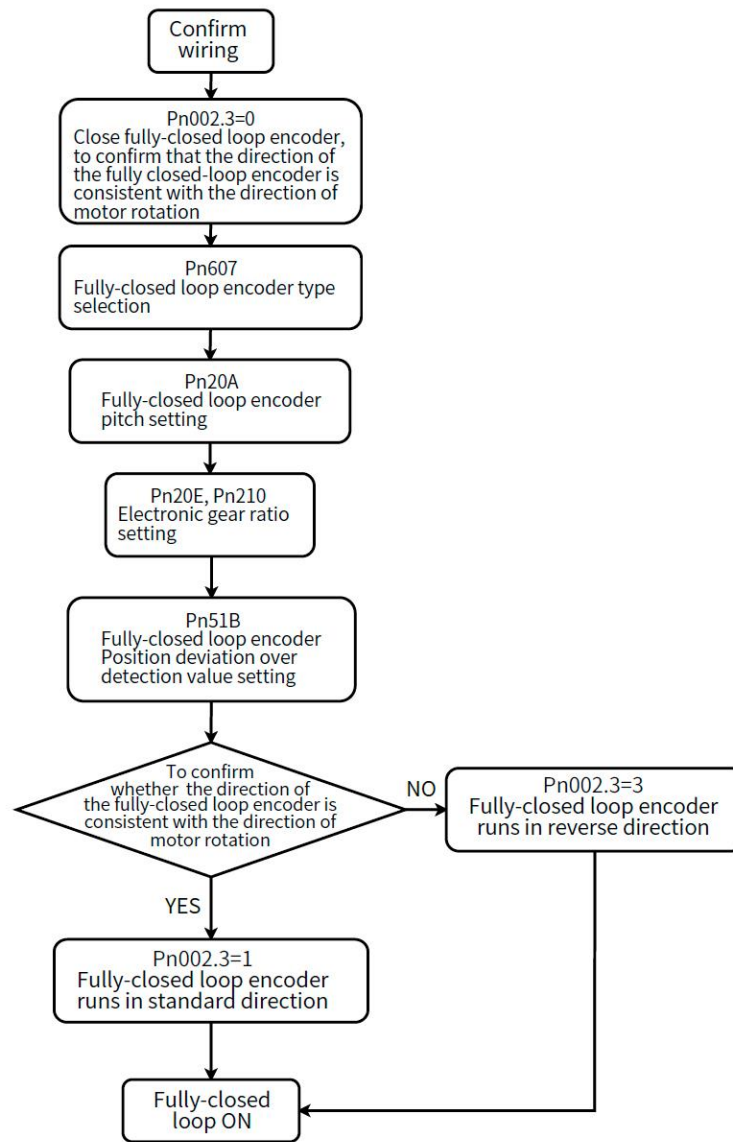 Confirm
wiring
Pn002.3=0
Close fully-closed loop encoder,
to confirm that the direction of
the fully closed-loop encoder is
consistent with the direction of
motor rotation
Pn607
Fully-closed loop encoder type
selection
Pn20A
Fully-closed loop encoder
pitch setting
Pn20E, Pn210
Electronic gear ratio
setting
Pn51B
Fully-closed loop encoder
Position deviation over
detection value setting
To confirm
whether the direction of
the fully-closed loop encoder is
consistent with the direction of
motor rotation
NO
Pn002.3=3
Fully-closed loop encoder
runs in reverse direction
YES
Pn002.3=1
Fully-closed loop encoder
runs in standard direction
Fully-closed
loop ON